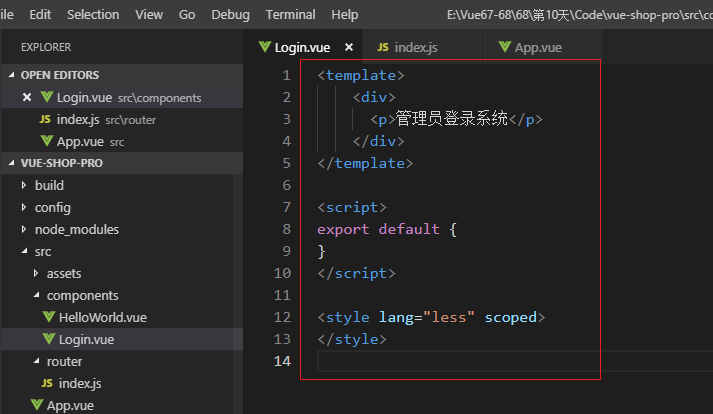 ile Edit View Go Debug Terminal Help E:\Vue67-68\68\第10天\Code\vue-shop-pro\src\co
EXPLORER
OPEN EDITORS
Login.vue src\components
index.js src\router
App.vue src
VUE-SHOP-PRO
build
config
node_modules
src
assets
components
HelloWorld.vue
Login.vue
router
index.js
App.vue
Login.vue index.js App.vue
1 <template>
2 <div>
3 <p>管理员登录系统</p>
4 </div>
5 </template>
6
7 <script>
8 export default {
9 }
10 </script>
11
12 <style lang="less" scoped>
13 </style>
14